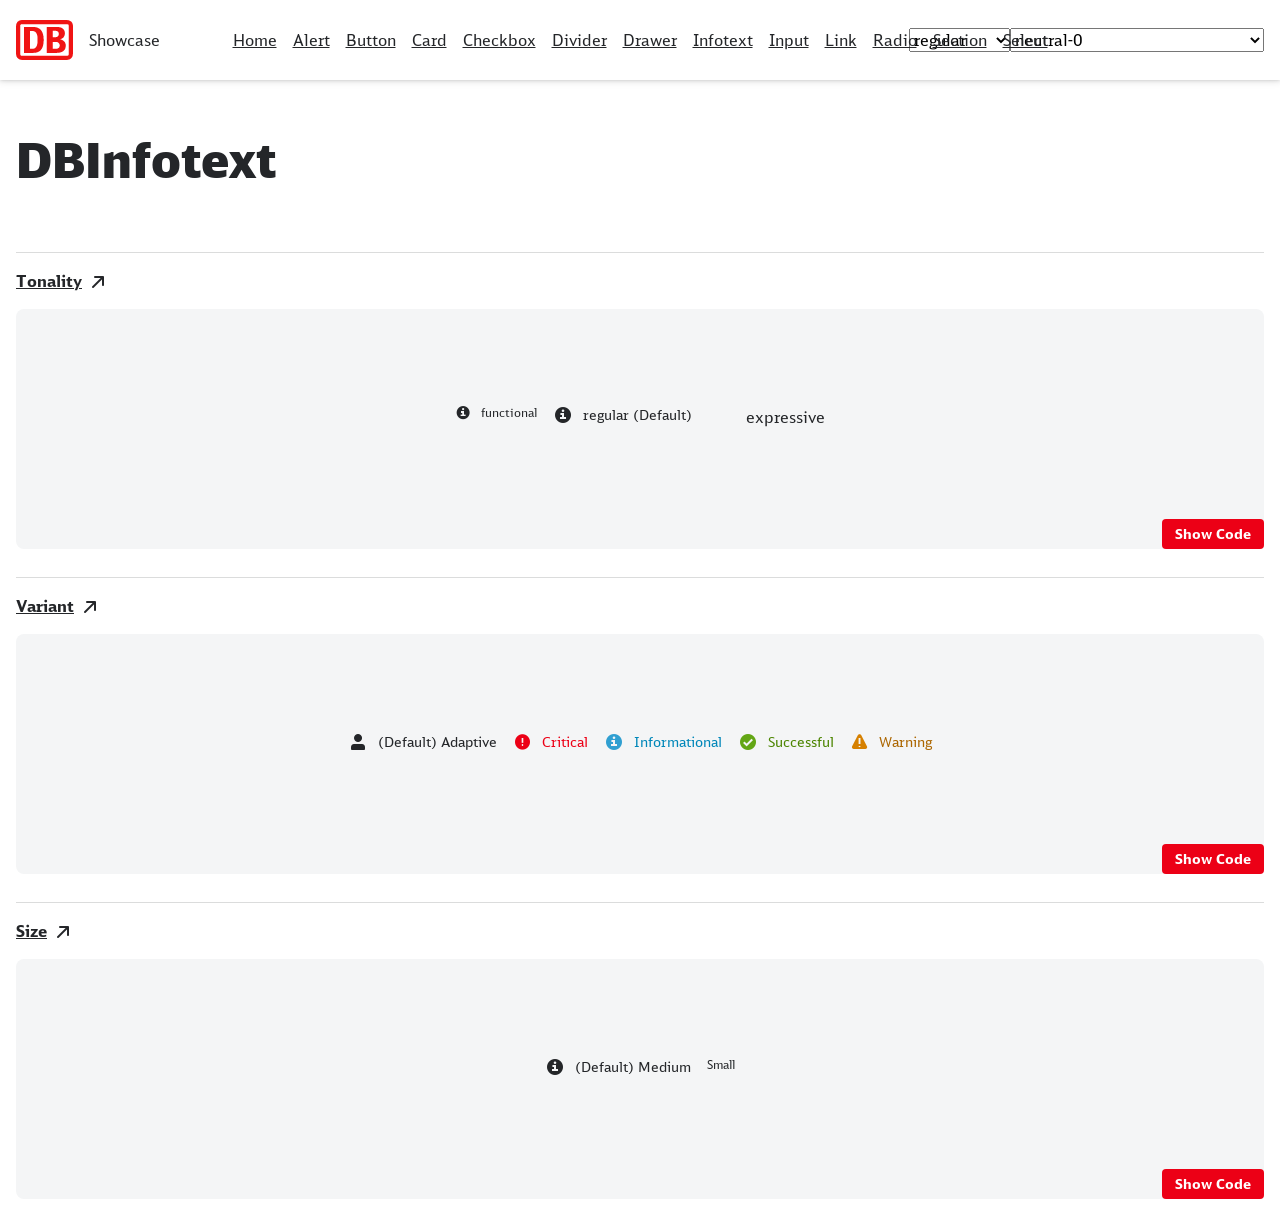 DB Showcase Home Alert Button Card Checkbox Divider Drawer Infotext Input Link Radio Section Select regular neutral-0
DBInfotext
Tonality
functional regular (Default) expressive
Show Code
Variant
(Default) Adaptive Critical Informational Successful Warning
Show Code
Size
(Default) Medium Small
Show Code